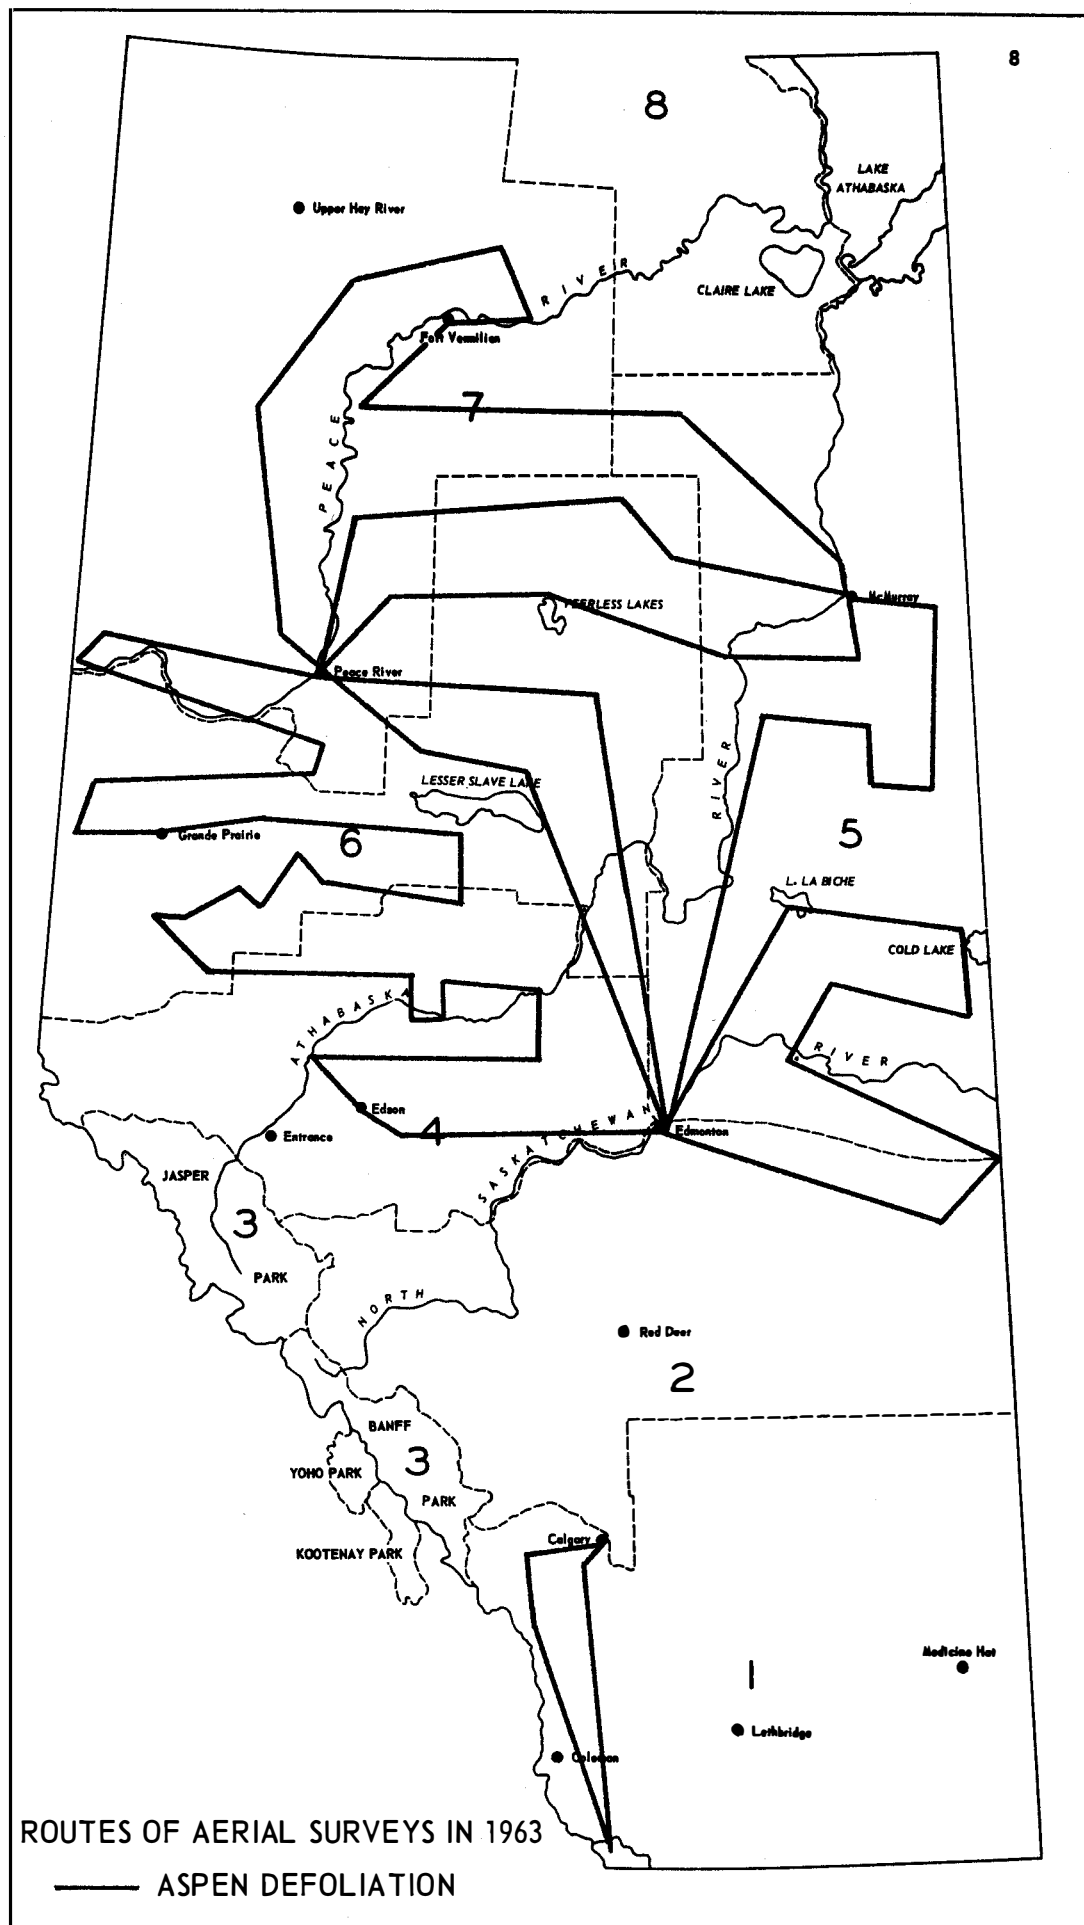 8
8
LAKE
ATHABASKA
Upper Hay River
RIVER
CLAIRE LAKE
Fort Vermilion
7
PEACE
PEERLESS LAKES
McMurray
Peace River
RIVER
LESSER SLAVE LAKE
Grande Prairie
6
5
L. LA BICHE
COLD LAKE
ATHABASKA
RIVER
Edson
4
Edmonton
Entrance
SASKATCHEWAN
JASPER
3
PARK
NORTH
Red Deer
2
BANFF
3
YOHO PARK
PARK
Calgary
KOOTENAY PARK
Medicine Hat
1
Lethbridge
Coleman
ROUTES OF AERIAL SURVEYS IN 1963
ASPEN DEFOLIATION